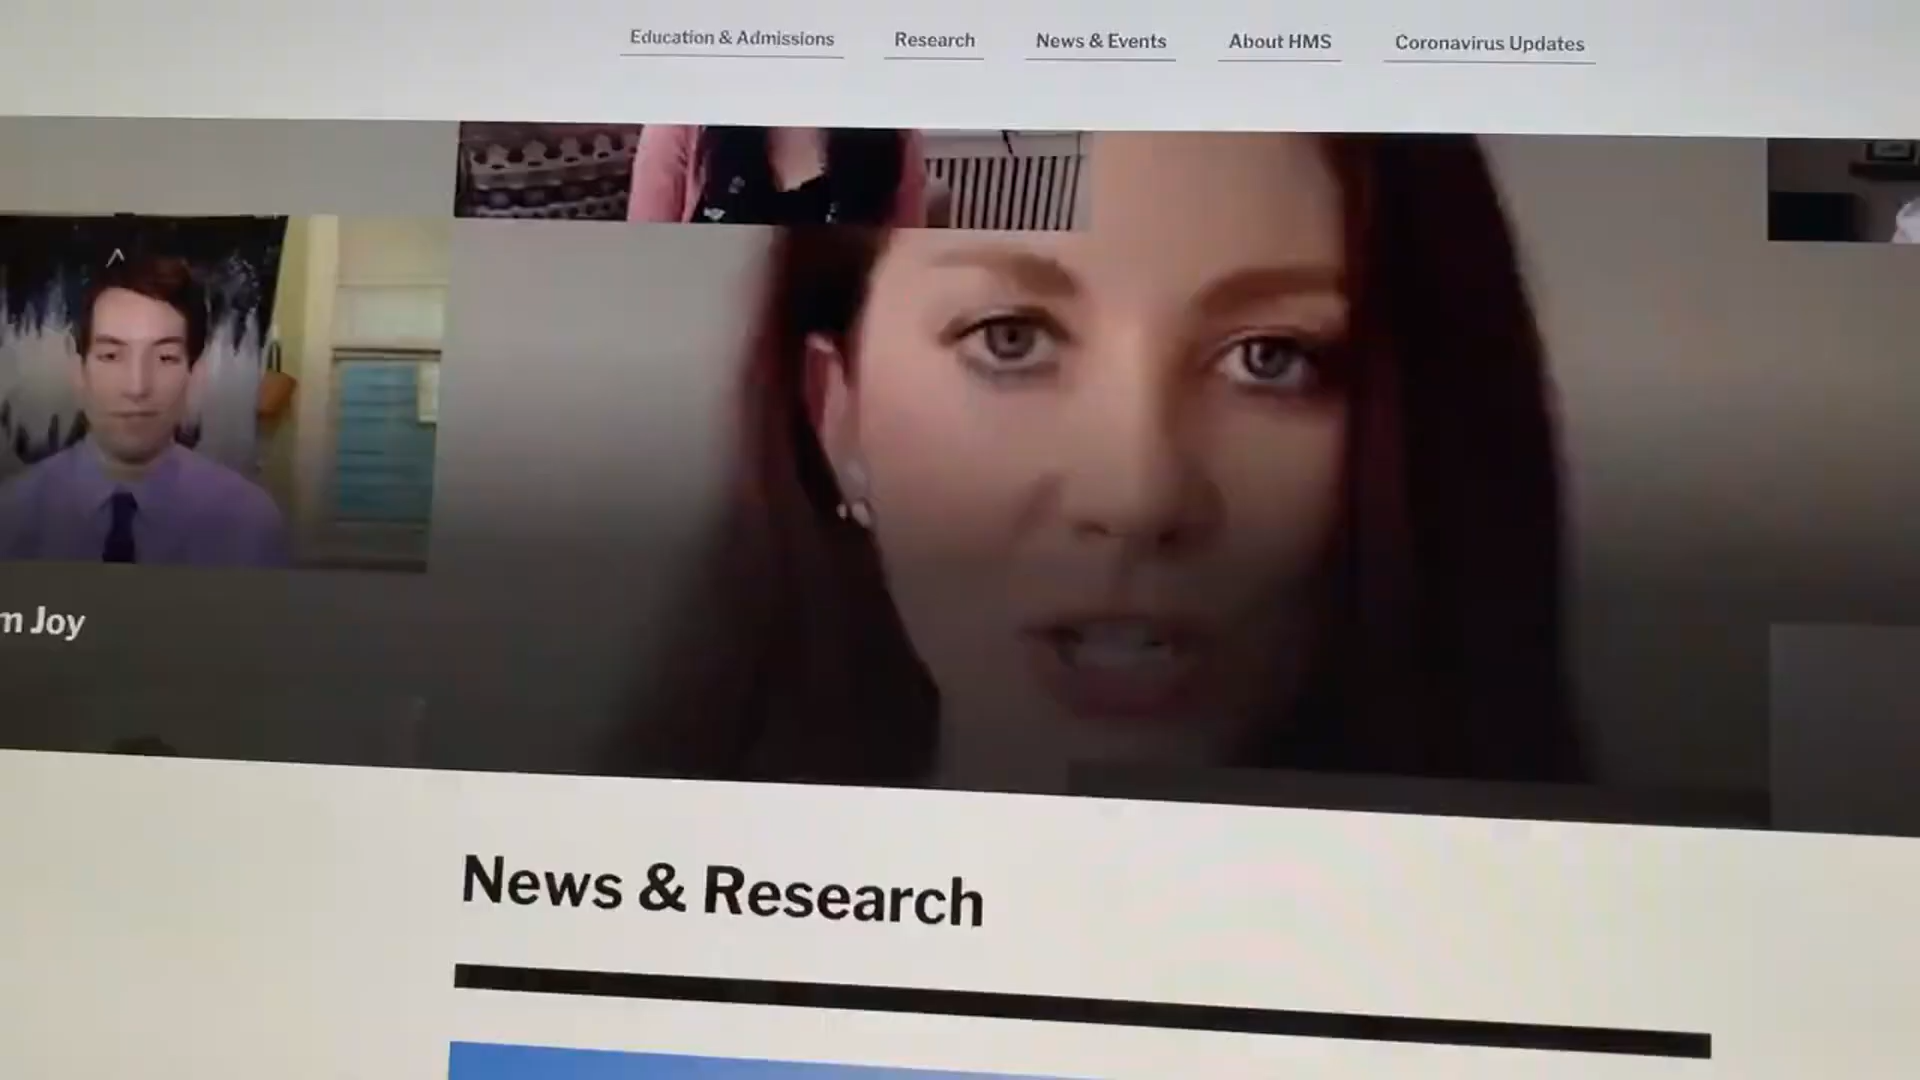 Education & Admissions
Research
News & Events
About HMS
Coronavirus Updates
m Joy
News & Research